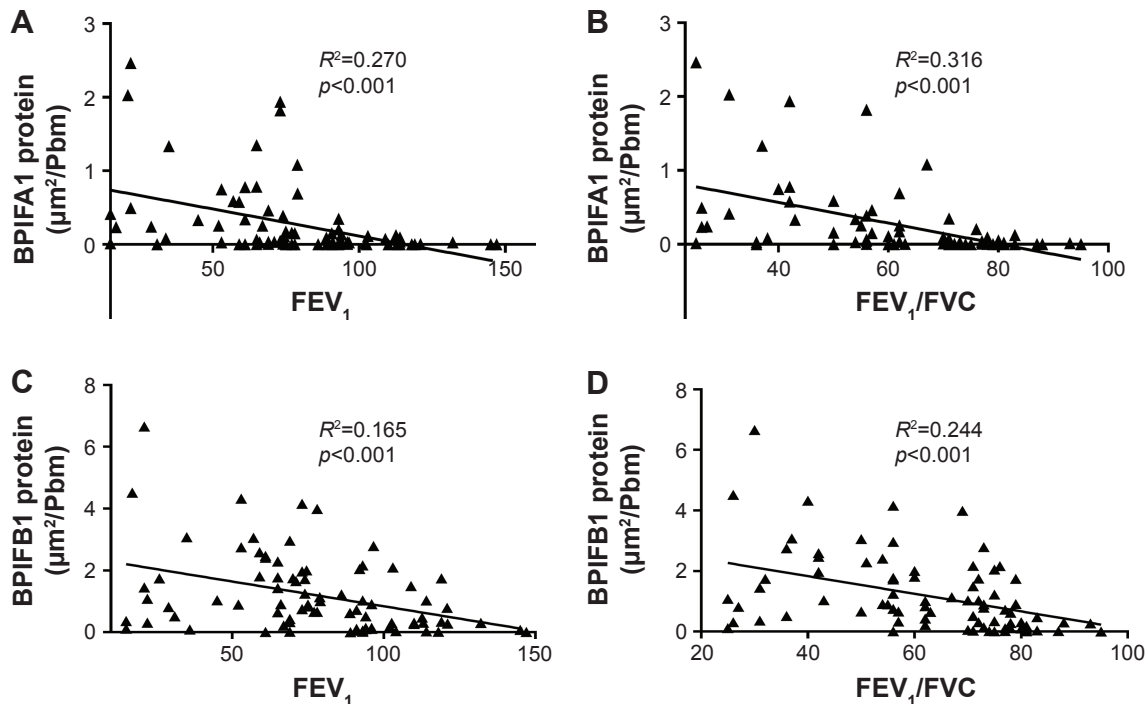 A
BPIFA1 protein
(µm²/Pbm)
3
2
1
0
R²=0.270
p<0.001
50
100
150
FEV₁
B
BPIFA1 protein
(µm²/Pbm)
3
2
1
0
R²=0.316
p<0.001
40
60
80
100
FEV₁/FVC
C
BPIFB1 protein
(µm²/Pbm)
8
6
4
2
0
R²=0.165
p<0.001
50
100
150
FEV₁
D
BPIFB1 protein
(µm²/Pbm)
8
6
4
2
0
R²=0.244
p<0.001
20
40
60
80
100
FEV₁/FVC